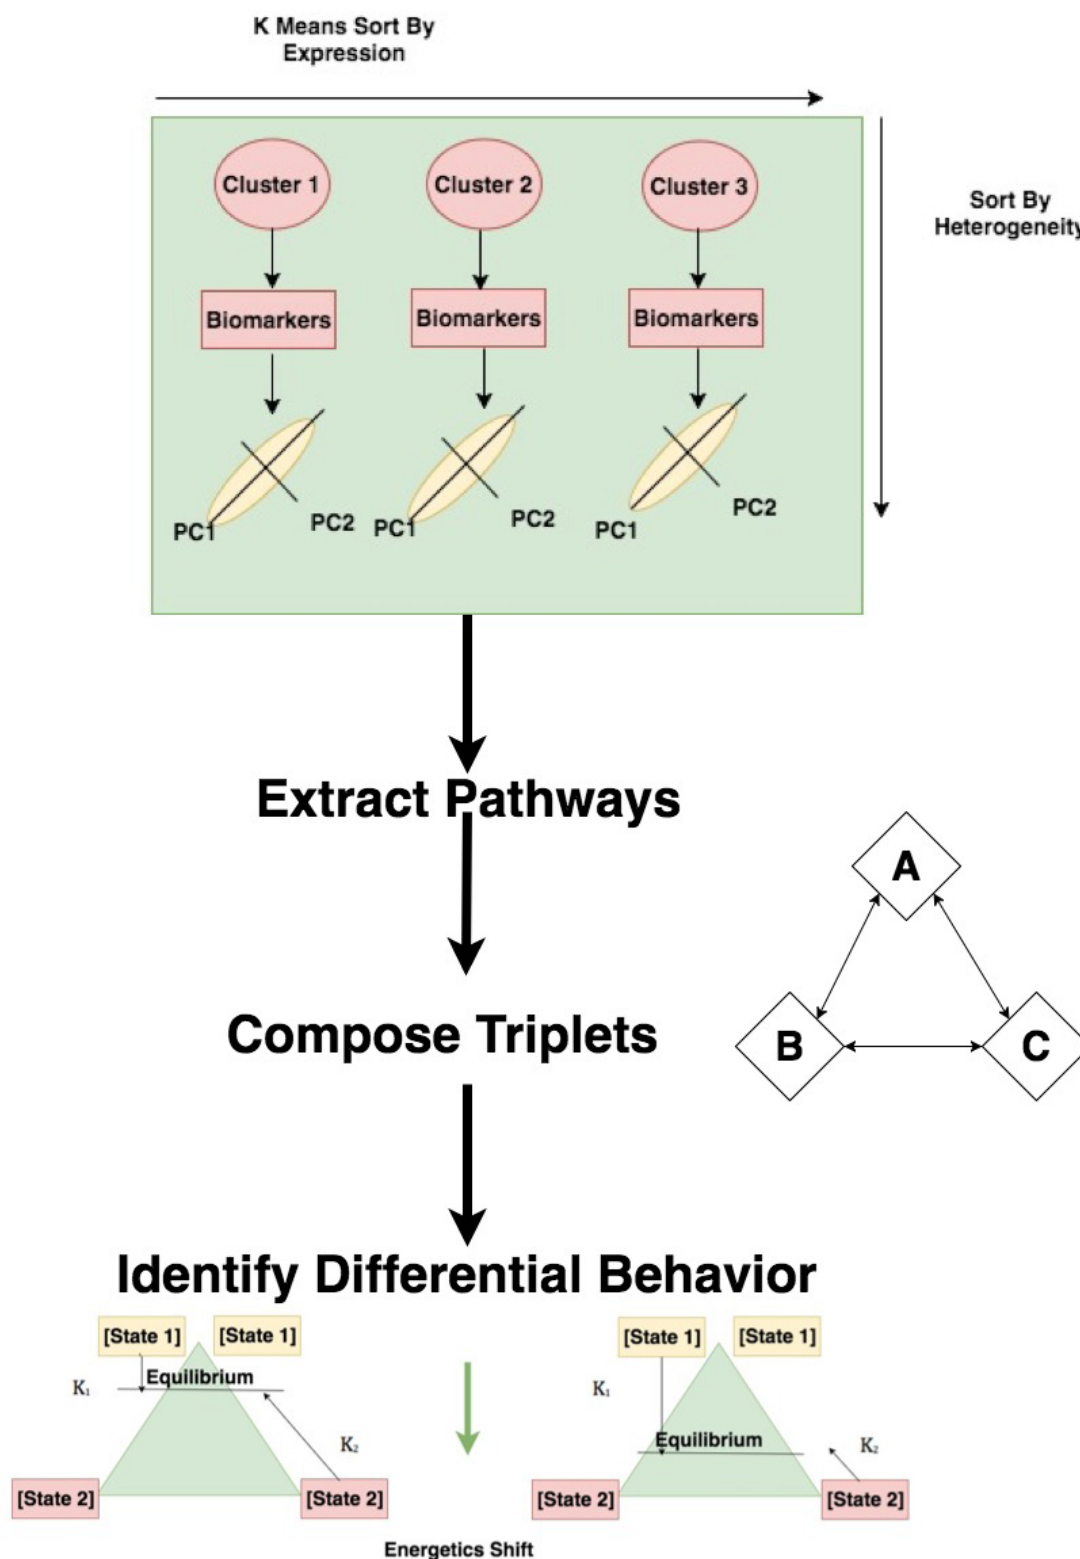 K Means Sort By
Expression
Sort By
Heterogeneity
Cluster 1
Cluster 2
Cluster 3
Biomarkers
Biomarkers
Biomarkers
PC1
PC2
PC1
PC2
PC1
PC2
Extract Pathways
A
B
C
Compose Triplets
Identify Differential Behavior
[State 1]
[State 1]
Equilibrium
K₁
K₂
[State 2]
[State 2]
[State 1]
[State 1]
K₁
Equilibrium
K₂
[State 2]
[State 2]
Energetics Shift